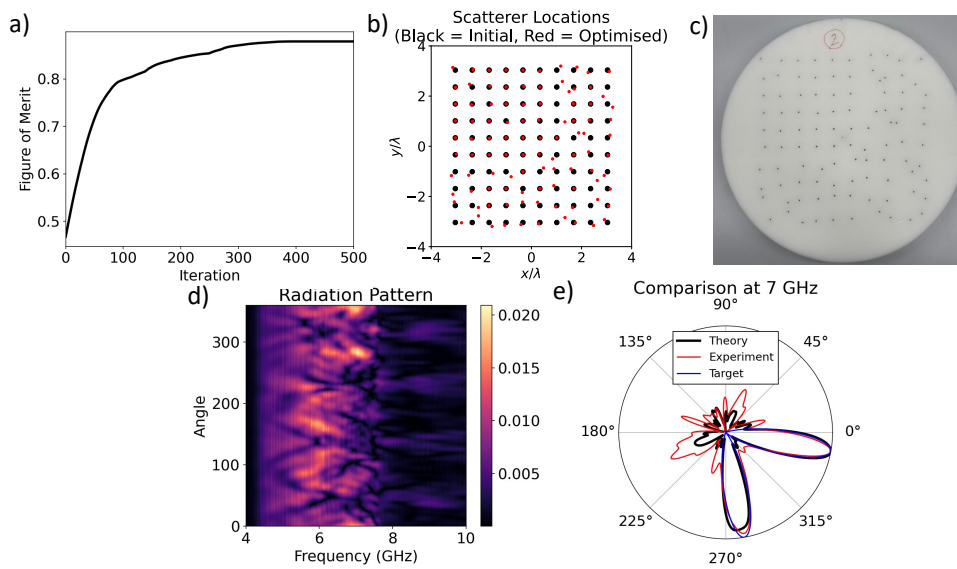 a)
0.8
0.7
0.6
0.5
Figure of Merit
0
100
200
300
400
500
Iteration
b)
Scatterer Locations
(Black = Initial, Red = Optimised)
4
2
0
−2
−4
y/λ
−4
−2
0
2
4
x/λ
c)
2
d)
Radiation Pattern
300
200
100
0
Angle
4
6
8
10
Frequency (GHz)
0.020
0.015
0.010
0.005
e)
Comparison at 7 GHz
90°
135°
45°
Theory
Experiment
Target
180°
0°
225°
315°
270°